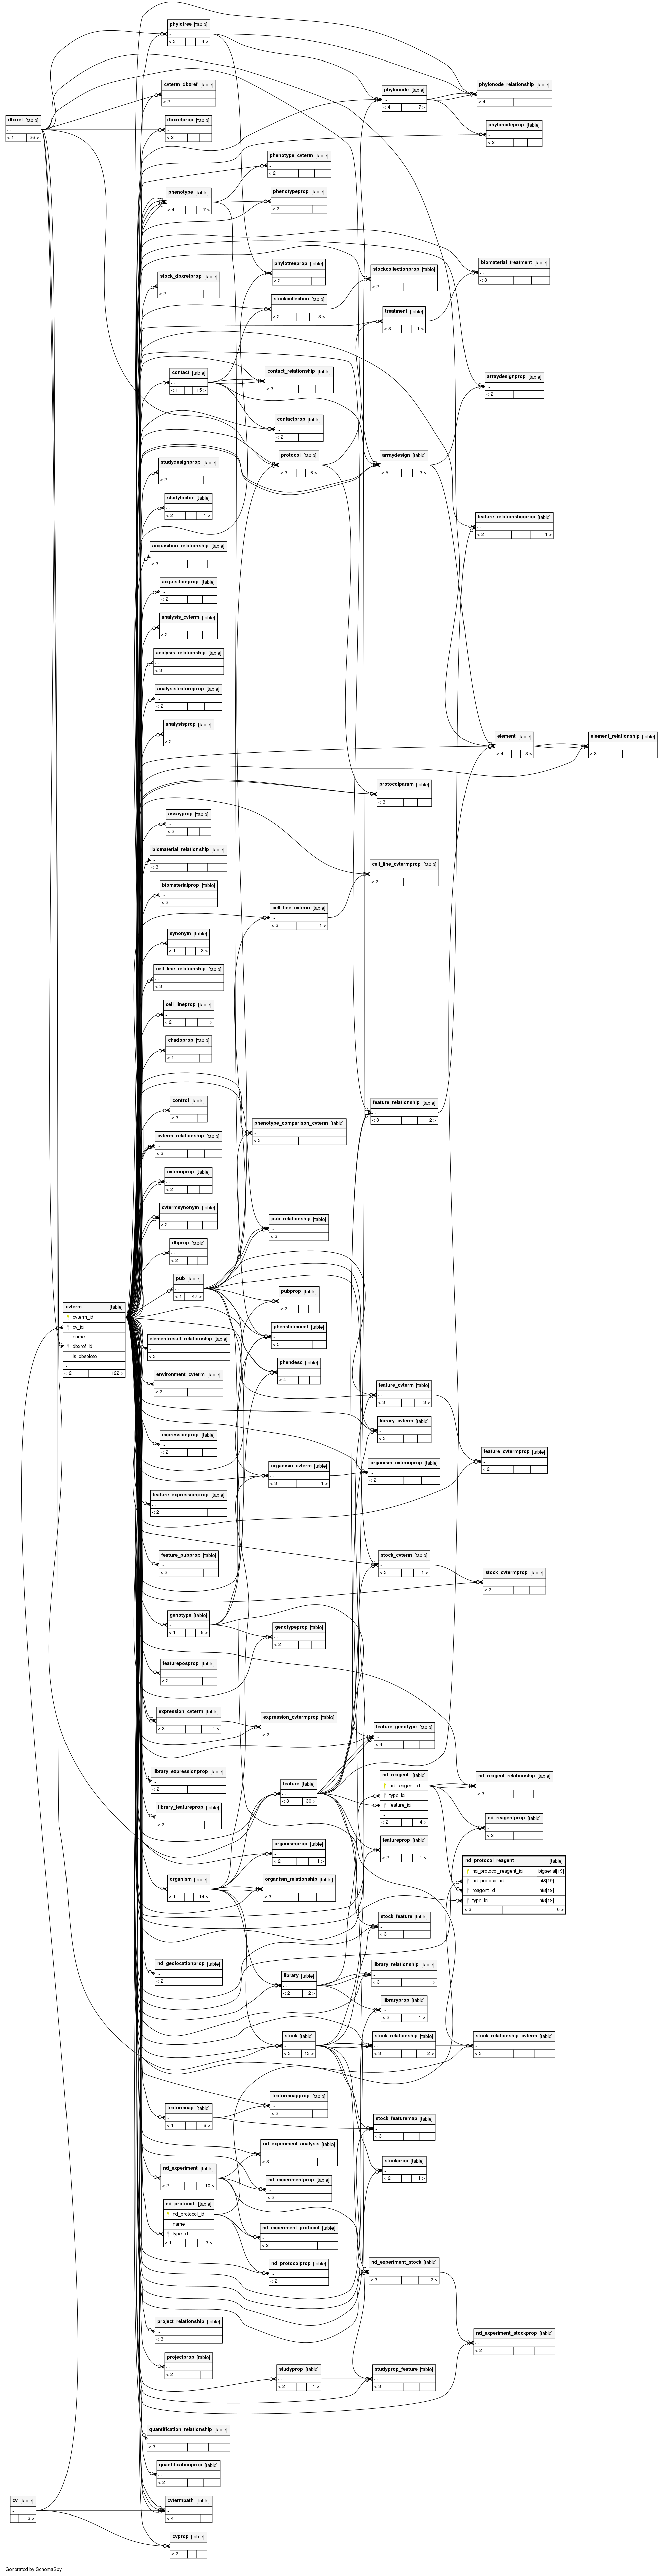 phylotree [table]
...
< 3 4 >
cvterm_dbxref [table]
...
< 2
phylonode [table]
...
< 4 7 >
phylonode_relationship [table]
...
< 4
dbxref [table]
...
< 1 26 >
dbxrefprop [table]
...
< 2
phylonodeprop [table]
...
< 2
phenotype_cvterm [table]
...
< 2
phenotype [table]
...
< 4 7 >
phenotypeprop [table]
...
< 2
stock_dbxrefprop [table]
...
< 2
phylotreeprop [table]
...
< 2
stockcollectionprop [table]
...
< 2
biomaterial_treatment [table]
...
< 3
stockcollection [table]
...
< 2 3 >
treatment [table]
...
< 3 1 >
contact [table]
...
< 1 15 >
contact_relationship [table]
...
< 3
arraydesignprop [table]
...
< 2
contactprop [table]
...
< 2
studydesignprop [table]
...
< 2
protocol [table]
...
< 3 6 >
arraydesign [table]
...
< 5 3 >
studyfactor [table]
...
< 2 1 >
feature_relationshipprop [table]
...
< 2 1 >
acquisition_relationship [table]
...
< 3
acquisitionprop [table]
...
< 2
analysis_cvterm [table]
...
< 2
analysis_relationship [table]
...
< 3
analysisfeatureprop [table]
...
< 2
analysisprop [table]
...
< 2
element [table]
...
< 4 3 >
element_relationship [table]
...
< 3
protocolparam [table]
...
< 3
assayprop [table]
...
< 2
biomaterial_relationship [table]
...
< 3
cell_line_cvtermprop [table]
...
< 2
biomaterialprop [table]
...
< 2
cell_line_cvterm [table]
...
< 3 1 >
synonym [table]
...
< 1 3 >
cell_line_relationship [table]
...
< 3
cell_lineprop [table]
...
< 2 1 >
chadoprop [table]
...
< 1
control [table]
...
< 3
feature_relationship [table]
...
< 3 2 >
phenotype_comparison_cvterm [table]
...
< 3
cvterm_relationship [table]
...
< 3
cvtermprop [table]
...
< 2
cvtermsynonym [table]
...
< 2
pub_relationship [table]
...
< 3
dbprop [table]
...
< 2
pub [table]
...
< 1 47 >
pubprop [table]
...
< 2
cvterm [table]
cvterm_id
cv_id
name
dbxref_id
is_obsolete
...
< 2 122 >
phenstatement [table]
...
< 5
elementresult_relationship [table]
...
< 3
phendesc [table]
...
< 4
environment_cvterm [table]
...
< 2
feature_cvterm [table]
...
< 3 3 >
library_cvterm [table]
...
< 3
expressionprop [table]
...
< 2
feature_cvtermprop [table]
...
< 2
organism_cvterm [table]
...
< 3 1 >
organism_cvtermprop [table]
...
< 2
feature_expressionprop [table]
...
< 2
feature_pubprop [table]
...
< 2
stock_cvterm [table]
...
< 3 1 >
stock_cvtermprop [table]
...
< 2
genotype [table]
...
< 1 8 >
genotypeprop [table]
...
< 2
featureposprop [table]
...
< 2
expression_cvterm [table]
...
< 3 1 >
expression_cvtermprop [table]
...
< 2
feature_genotype [table]
...
< 4
library_expressionprop [table]
...
< 2
feature [table]
...
< 3 30 >
nd_reagent [table]
nd_reagent_id
type_id
feature_id
...
< 2 4 >
nd_reagent_relationship [table]
...
< 3
library_featureprop [table]
...
< 2
nd_reagentprop [table]
...
< 2
organismprop [table]
...
< 2 1 >
featureprop [table]
...
< 2 1 >
nd_protocol_reagent [table]
nd_protocol_reagent_id bigserial[19]
nd_protocol_id int8[19]
reagent_id int8[19]
type_id int8[19]
< 3 0 >
organism [table]
...
< 1 14 >
organism_relationship [table]
...
< 3
stock_feature [table]
...
< 3
nd_geolocationprop [table]
...
< 2
library [table]
...
< 2 12 >
library_relationship [table]
...
< 3 1 >
libraryprop [table]
...
< 2 1 >
stock [table]
...
< 3 13 >
stock_relationship [table]
...
< 3 2 >
stock_relationship_cvterm [table]
...
< 3
featuremap [table]
...
< 1 8 >
featuremapprop [table]
...
< 2
stock_featuremap [table]
...
< 3
nd_experiment_analysis [table]
...
< 3
nd_experiment [table]
...
< 2 10 >
nd_experimentprop [table]
...
< 2
stockprop [table]
...
< 2 1 >
nd_protocol [table]
nd_protocol_id
name
type_id
< 1 3 >
nd_experiment_protocol [table]
...
< 2
nd_protocolprop [table]
...
< 2
nd_experiment_stock [table]
...
< 3 2 >
project_relationship [table]
...
< 3
nd_experiment_stockprop [table]
...
< 2
projectprop [table]
...
< 2
studyprop [table]
...
< 2 1 >
studyprop_feature [table]
...
< 3
quantification_relationship [table]
...
< 3
quantificationprop [table]
...
< 2
cv [table]
...
3 >
cvtermpath [table]
...
< 4
cvprop [table]
...
< 2
Generated by SchemaSpy